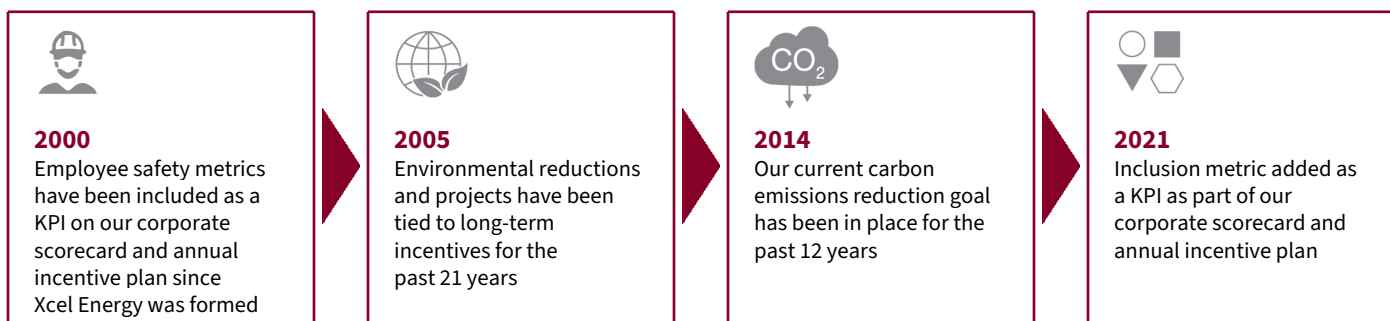 2000
Employee safety metrics
have been included as a
KPI on our corporate
scorecard and annual
incentive plan since
Xcel Energy was formed
2005
Environmental reductions
and projects have been
tied to long-term
incentives for the
past 21 years
CO2
2014
Our current carbon
emissions reduction goal
has been in place for the
past 12 years
2021
Inclusion metric added as
a KPI as part of our
corporate scorecard and
annual incentive plan